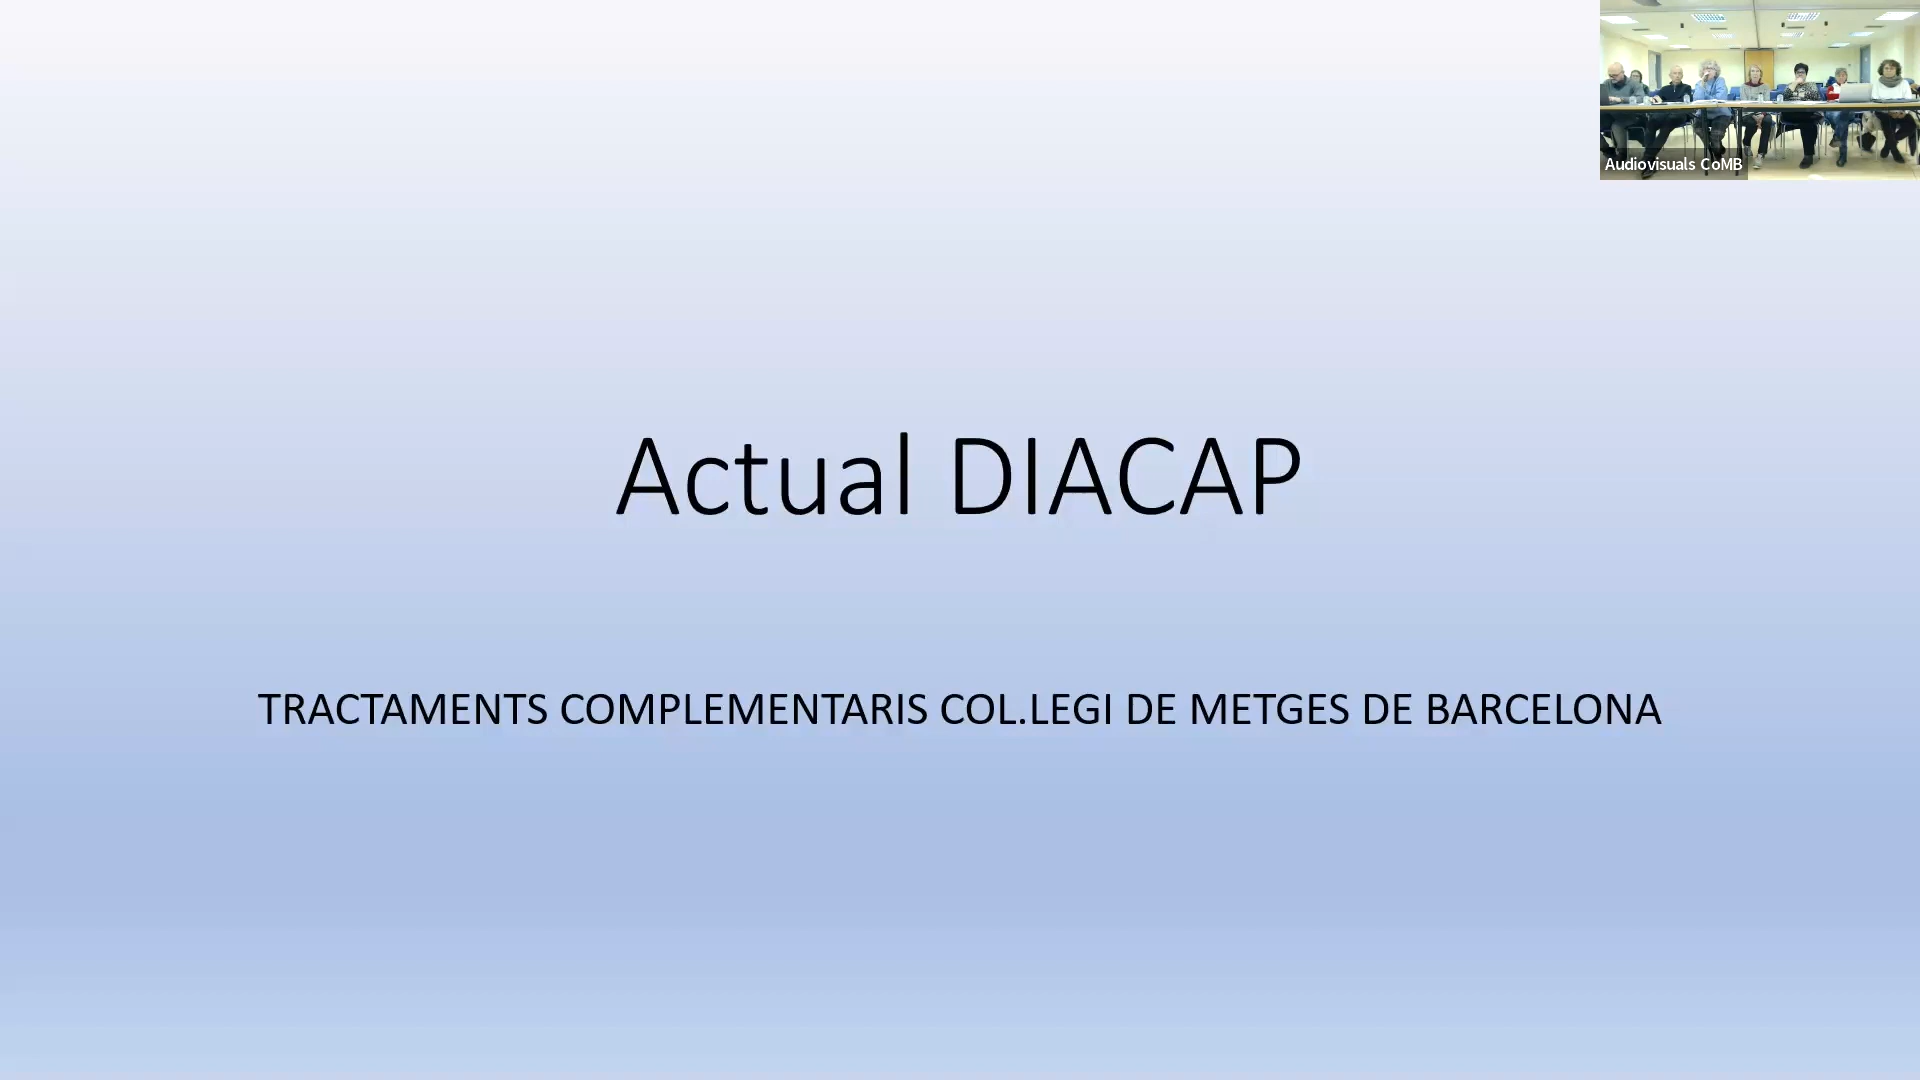 Audiovisuals CoMB
Actual DIACAP
TRACTAMENTS COMPLEMENTARIS COL.LEGI DE METGES DE BARCELONA